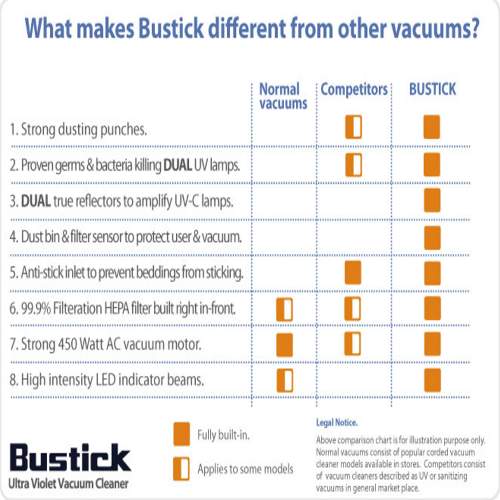 What makes Bustick different from other vacuums?
Normal vacuums
Competitors
BUSTICK
1. Strong dusting punches.
2. Proven germs & bacteria killing DUAL UV lamps.
3. DUAL true reflectors to amplify UV-C lamps.
4. Dust bin & filter sensor to protect user & vacuum.
5. Anti-stick inlet to prevent beddings from sticking.
6. 99.9% Filteration HEPA filter built right in-front.
7. Strong 450 Watt AC vacuum motor.
8. High intensity LED indicator beams.
Bustick
Ultra Violet Vacuum Cleaner
Fully built-in.
Applies to some models
Legal Notice.
Above comparison chart is for illustration purpose only.
Normal vacuums consist of popular corded vacuum
cleaner models available in stores. Competitors consist
of vacuum cleaners described as UV or sanitizing
vacuums in general market place.